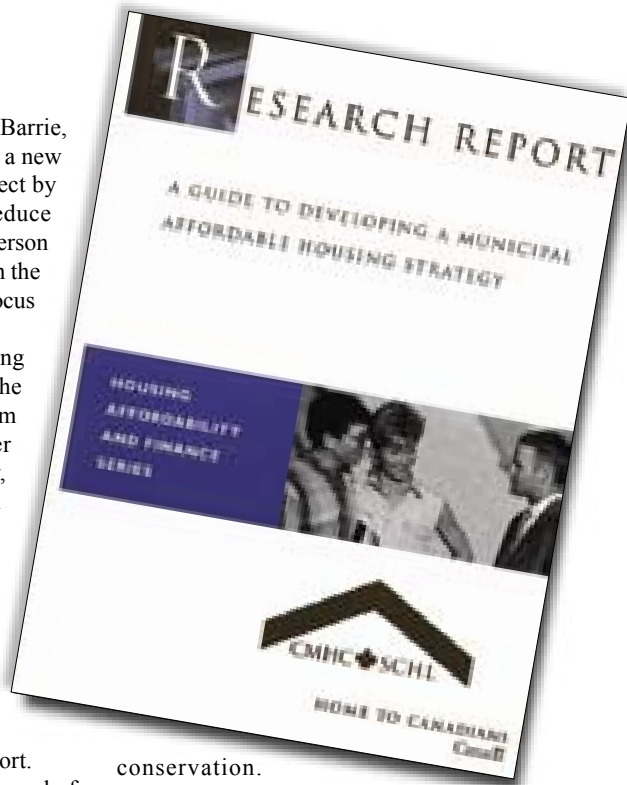 Barrie,
a new
ect by
educe
erson
n the
ocus
ng
he
m
er
,
RESEARCH REPORT
A GUIDE TO DEVELOPING A MUNICIPAL
AFFORDABLE HOUSING STRATEGY
HOUSING
AFFORDABILITY
AND FINANCE
SERIES
CMHC SCHL
HOME TO CANADIANS
Canada
ort.
conservation.